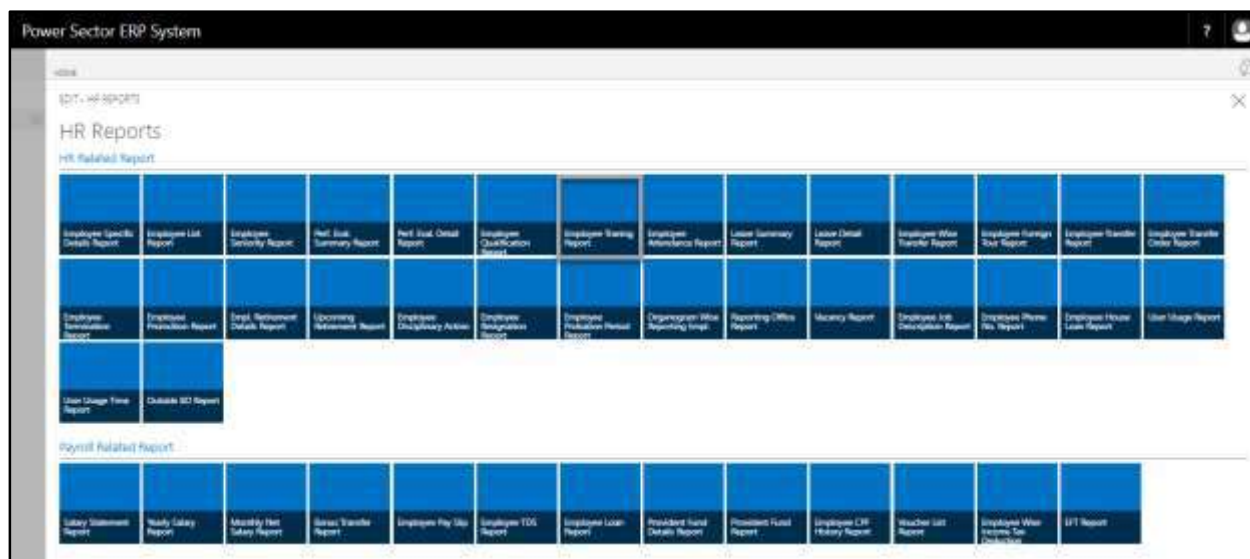 Power Sector ERP System
?
HOME
EDIT - HR REPORTS
HR Reports
HR Related Report
Employee Specific Details Report
Employee List Report
Employee Seniority Report
Perf. Eval. Summary Report
Perf. Eval. Detail Report
Employee Qualification Report
Employee Training Report
Employee Attendance Report
Leave Summary Report
Leave Detail Report
Employee Wise Transfer Report
Employee Foreign Tour Report
Employee Transfer Report
Employee Transfer Order Report
Employee Termination Report
Employee Promotion Report
Empl. Retirement Details Report
Upcoming Retirement Report
Employee Disciplinary Action
Employee Resignation Report
Employee Probation Period Report
Organogram Wise Reporting Empl.
Reporting Office Report
Vacancy Report
Employee Job Description Report
Employee Phone No. Report
Employee House Loan Report
User Usage Report
User Usage Time Report
Outside BD Report
Payroll Related Report
Salary Statement Report
Yearly Salary Report
Monthly Net Salary Report
Bonus Transfer Report
Employee Pay Slip
Employee TDS Report
Employee Loan Report
Provident Fund Details Report
Provident Fund Report
Employee CPF History Report
Voucher List Report
Employee Wise Income Tax Deduction
EFT Report